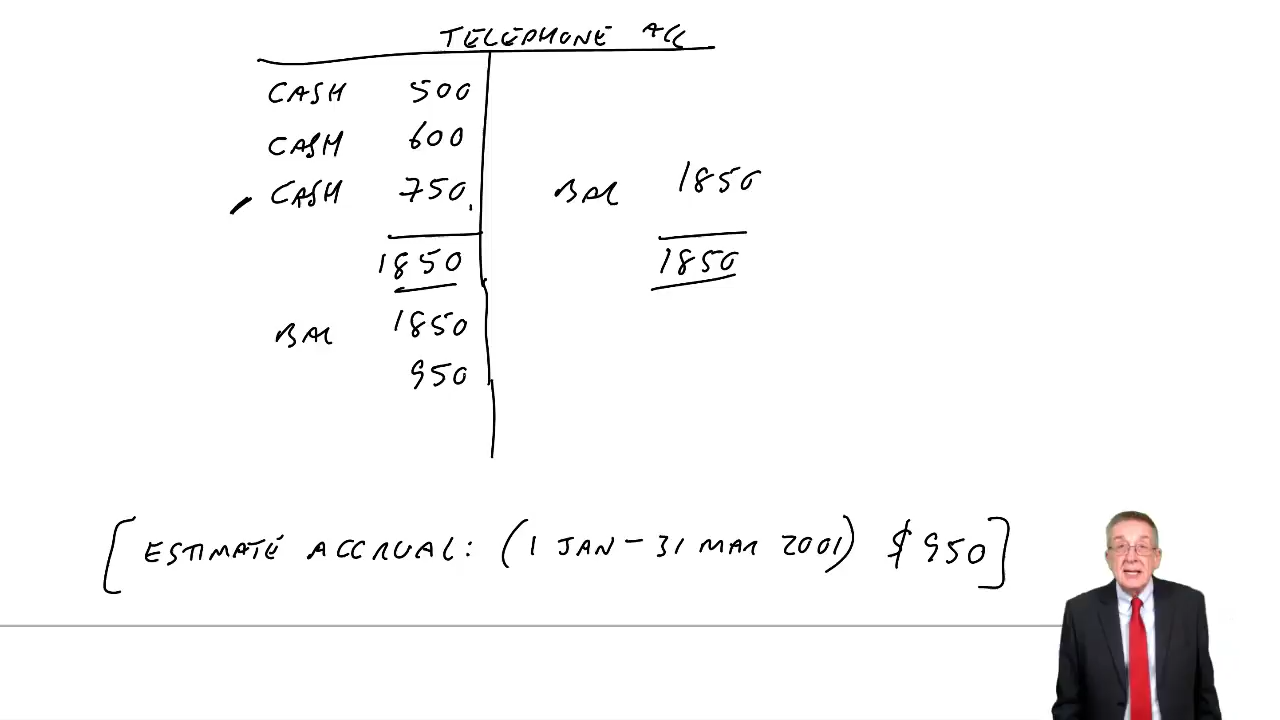 TELEPHONE A/C
CASH 500
CASH 600
CASH 750 BAL 1850
1850 1850
BAL 1850
950
[ESTIMATE ACCRUAL: (1 JAN - 31 MAR 2001) $950]